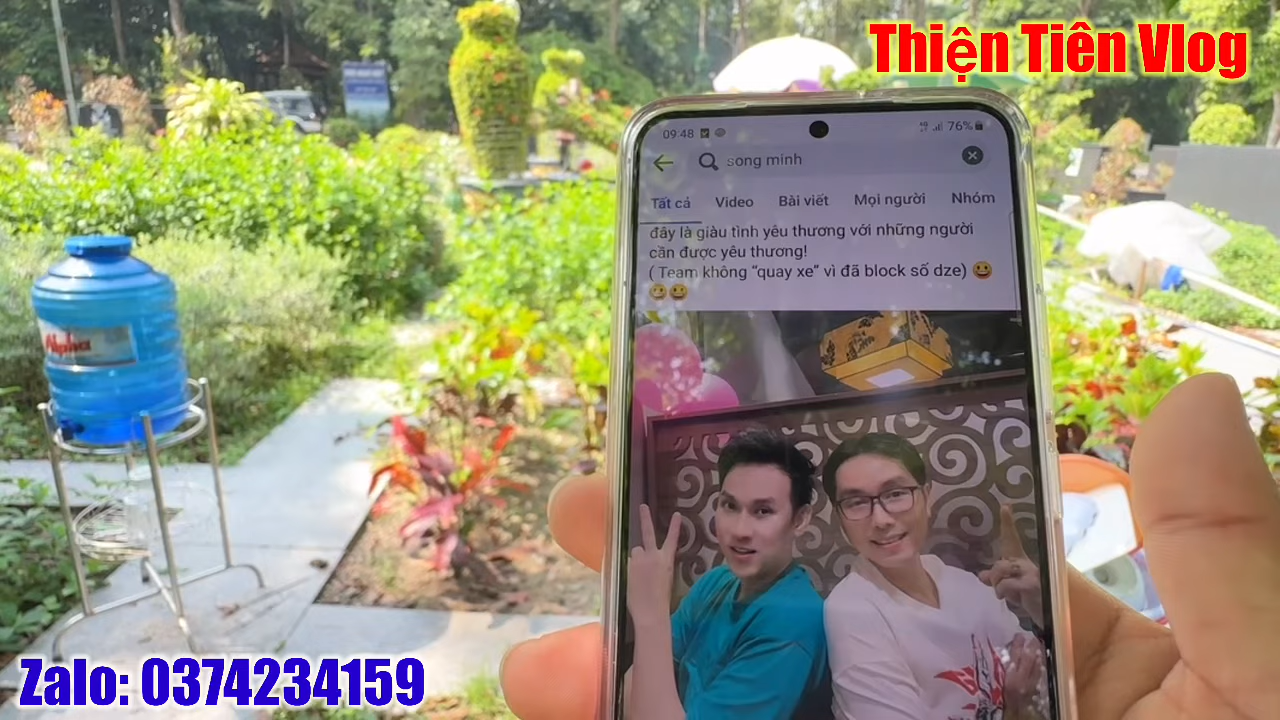 Thiện Tiên Vlog
09:48
76%
song minh
Tất cả Video Bài viết Mọi người Nhóm
đây là giàu tình yêu thương với những người
cần được yêu thương!
( Team không “quay xe” vì đã block số dze) 😀
😀😀
Alpha
Zalo: 0374234159